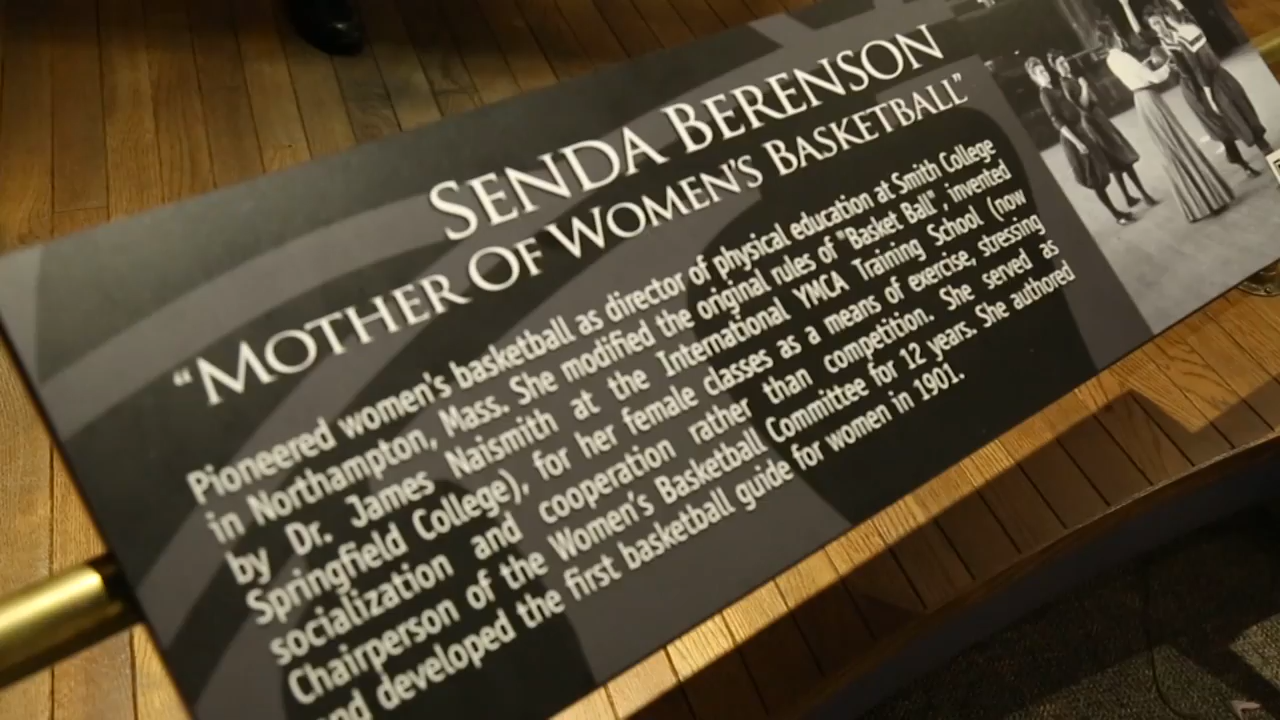 SENDA BERENSON
"MOTHER OF WOMEN'S BASKETBALL"
Pioneered women's basketball as director of physical education at Smith College
in Northampton, Mass. She modified the original rules of "Basket Ball", invented
by Dr. James Naismith at the International YMCA Training School (now
Springfield College), for her female classes as a means of exercise, stressing
socialization and cooperation rather than competition. She served as
Chairperson of the Women's Basketball Committee for 12 years. She authored
and developed the first basketball guide for women in 1901.